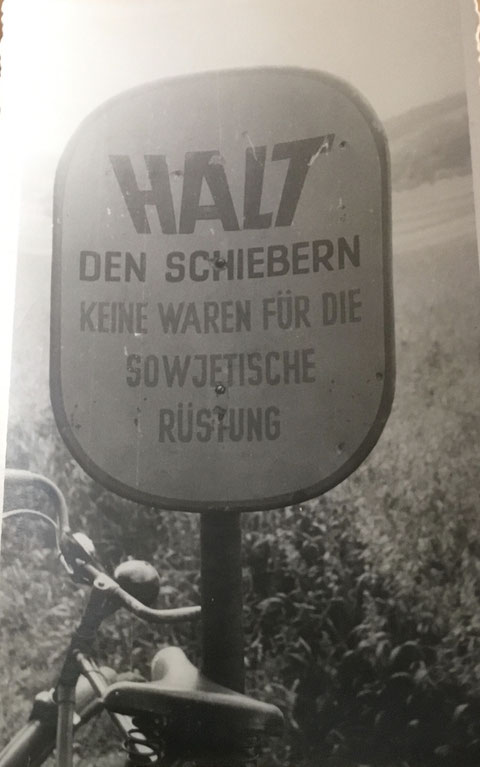 HALT
DEN SCHIEBERN
KEINE WAREN FÜR DIE
SOWJETISCHE
RÜSTUNG